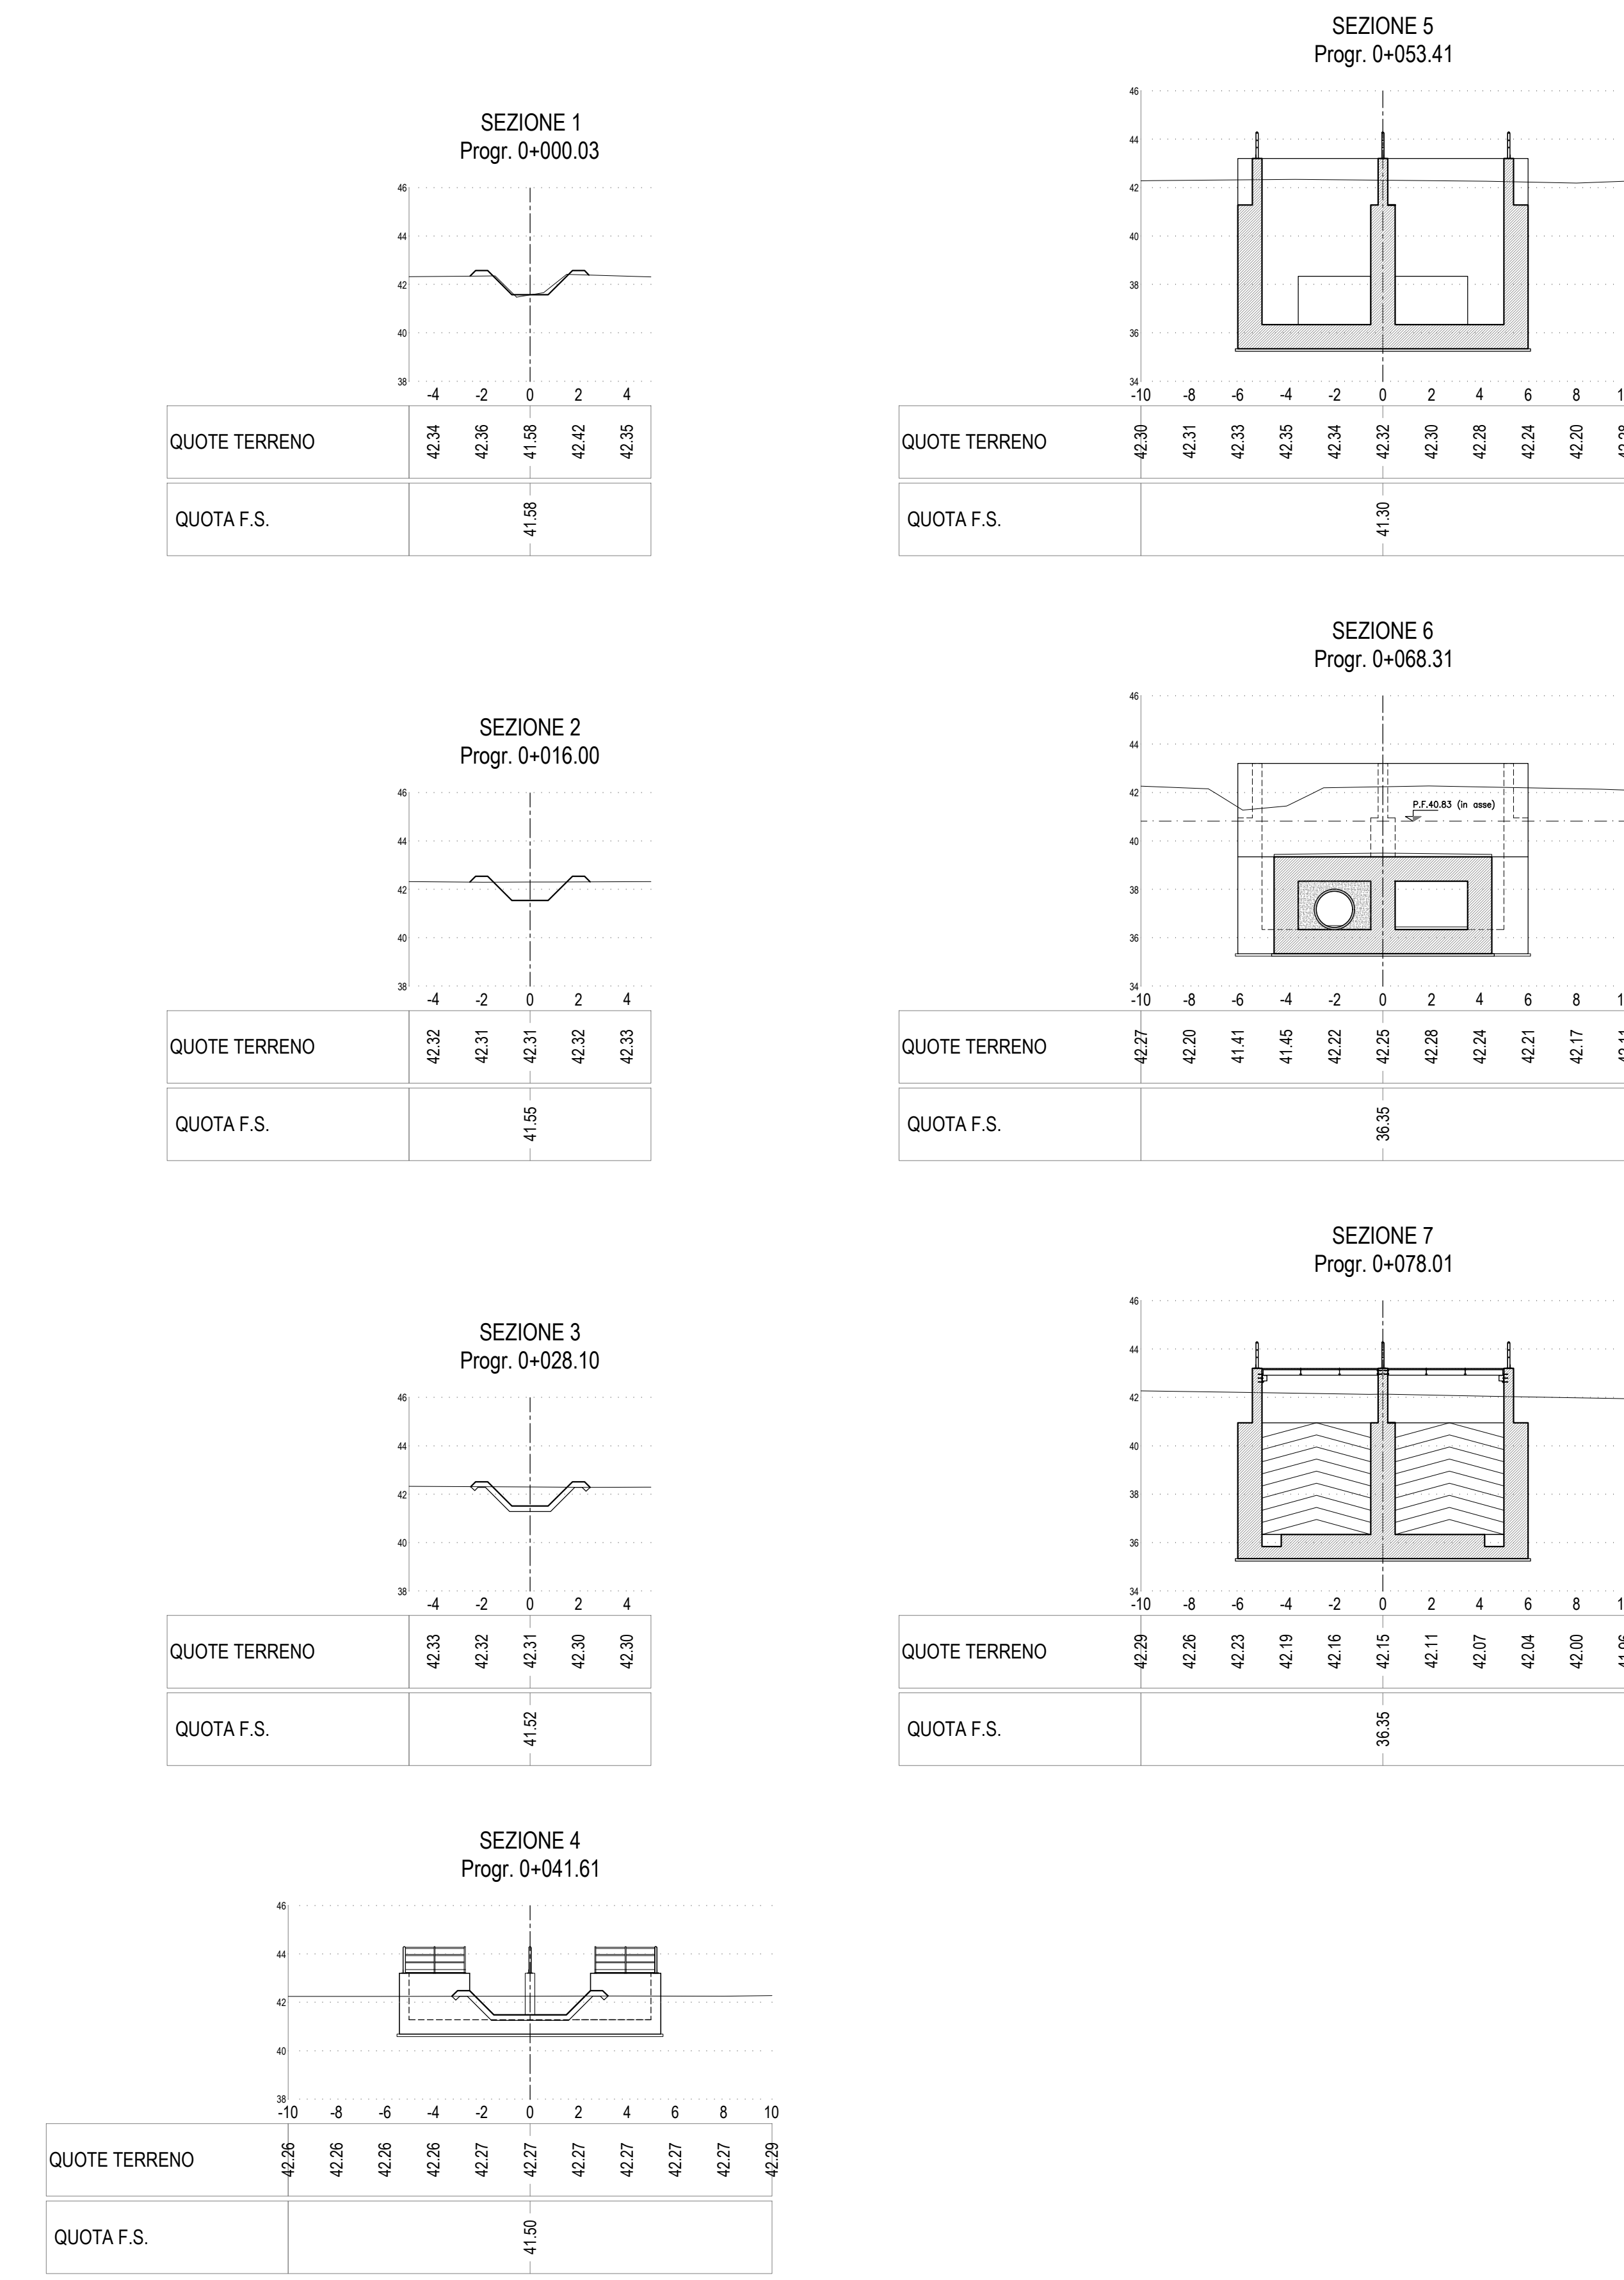 SEZIONE 1
Progr. 0+000.03
46
44
42
40
38
-4 -2 0 2 4
QUOTE TERRENO 42.34 42.36 41.58 42.42 42.35
QUOTA F.S. 41.58
SEZIONE 2
Progr. 0+016.00
46
44
42
40
38
-4 -2 0 2 4
QUOTE TERRENO 42.32 42.31 42.31 42.32 42.33
QUOTA F.S. 41.55
SEZIONE 3
Progr. 0+028.10
46
44
42
40
38
-4 -2 0 2 4
QUOTE TERRENO 42.33 42.32 42.31 42.30 42.30
QUOTA F.S. 41.52
SEZIONE 4
Progr. 0+041.61
46
44
42
40
38
-10 -8 -6 -4 -2 0 2 4 6 8 10
QUOTE TERRENO 42.26 42.26 42.26 42.26 42.27 42.27 42.27 42.27 42.27 42.27 42.29
QUOTA F.S. 41.50
SEZIONE 5
Progr. 0+053.41
46
44
42
40
38
36
34
-10 -8 -6 -4 -2 0 2 4 6 8
QUOTE TERRENO 42.30 42.31 42.33 42.35 42.34 42.32 42.30 42.28 42.24 42.20
QUOTA F.S. 41.30
SEZIONE 6
Progr. 0+068.31
46
44
42
P.F.40.83 (in asse)
40
38
36
34
-10 -8 -6 -4 -2 0 2 4 6 8
QUOTE TERRENO 42.27 42.20 41.41 41.45 42.22 42.25 42.28 42.24 42.21 42.17
QUOTA F.S. 36.35
SEZIONE 7
Progr. 0+078.01
46
44
42
40
38
36
34
-10 -8 -6 -4 -2 0 2 4 6 8
QUOTE TERRENO 42.29 42.26 42.23 42.19 42.16 42.15 42.11 42.07 42.04 42.00
QUOTA F.S. 36.35